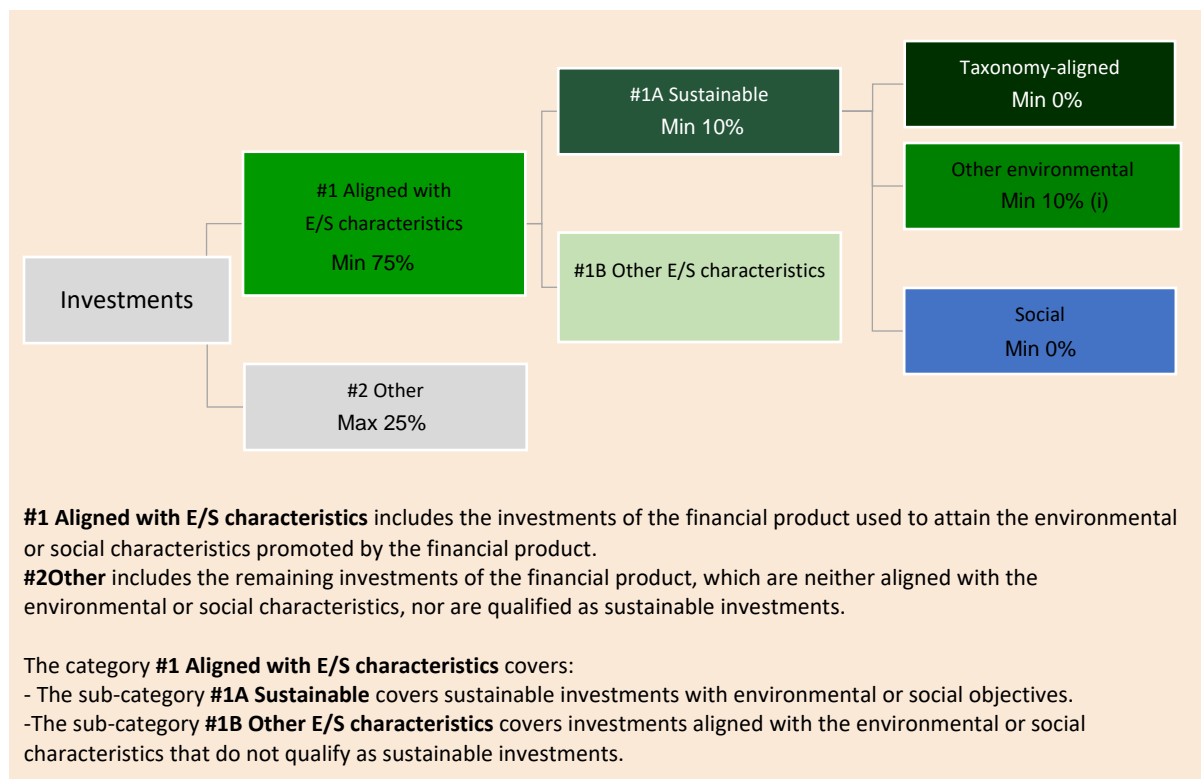 Taxonomy-aligned
Min 0%
#1A Sustainable
Min 10%
Other environmental
Min 10% (i)
#1 Aligned with
E/S characteristics
Min 75%
#1B Other E/S characteristics
Investments
Social
Min 0%
#2 Other
Max 25%
#1 Aligned with E/S characteristics includes the investments of the financial product used to attain the environmental
or social characteristics promoted by the financial product.
#2Other includes the remaining investments of the financial product, which are neither aligned with the
environmental or social characteristics, nor are qualified as sustainable investments.
The category #1 Aligned with E/S characteristics covers:
- The sub-category #1A Sustainable covers sustainable investments with environmental or social objectives.
-The sub-category #1B Other E/S characteristics covers investments aligned with the environmental or social
characteristics that do not qualify as sustainable investments.